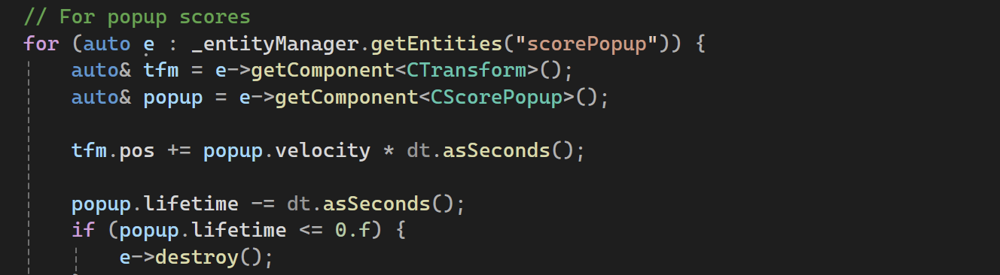 // For popup scores
for (auto e : _entityManager.getEntities("scorePopup")) {
auto& tfm = e->getComponent<CTransform>();
auto& popup = e->getComponent<CScorePopup>();
tfm.pos += popup.velocity * dt.asSeconds();
popup.lifetime -= dt.asSeconds();
if (popup.lifetime <= 0.f) {
e->destroy();